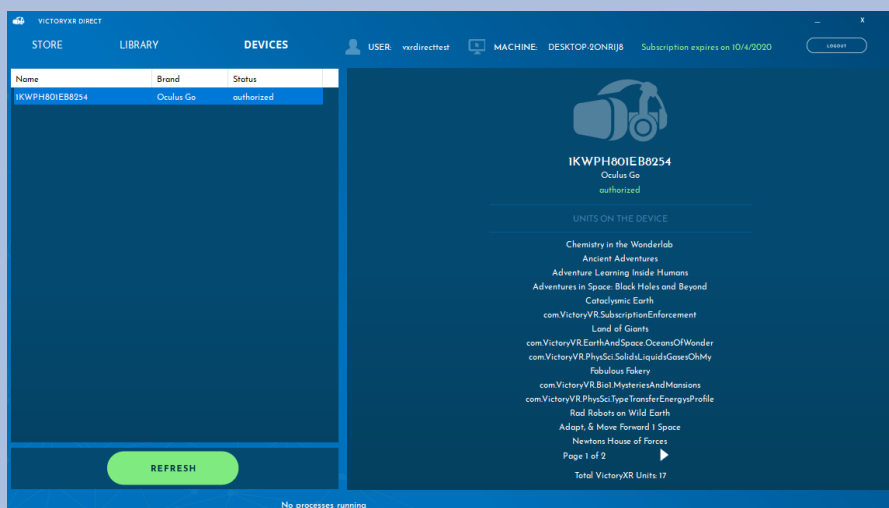 VICTORYXR DIRECT
_ X
STORE LIBRARY DEVICES USER: vxrdirecttest MACHINE: DESKTOP-2ONRIJ8 Subscription expires on 10/4/2020 LOGOUT
Name Brand Status
1KWPH801EB8254 Oculus Go authorized
REFRESH
1KWPH801EB8254
Oculus Go
authorized
UNITS ON THE DEVICE
Chemistry in the Wonderlab
Ancient Adventures
Adventure Learning Inside Humans
Adventures in Space: Black Holes and Beyond
Cataclysmic Earth
com.VictoryVR.SubscriptionEnforcement
Land of Giants
com.VictoryVR.EarthAndSpace.OceansOfWonder
com.VictoryVR.PhysSci.SolidsLiquidsGasesOhMy
Fabulous Fakery
com.VictoryVR.Bio1.MysteriesAndMansions
com.VictoryVR.PhysSci.TypeTransferEnergysProfile
Rad Robots on Wild Earth
Adapt, & Move Forward 1 Space
Newtons House of Forces
Page 1 of 2
Total VictoryXR Units: 17
No processes running